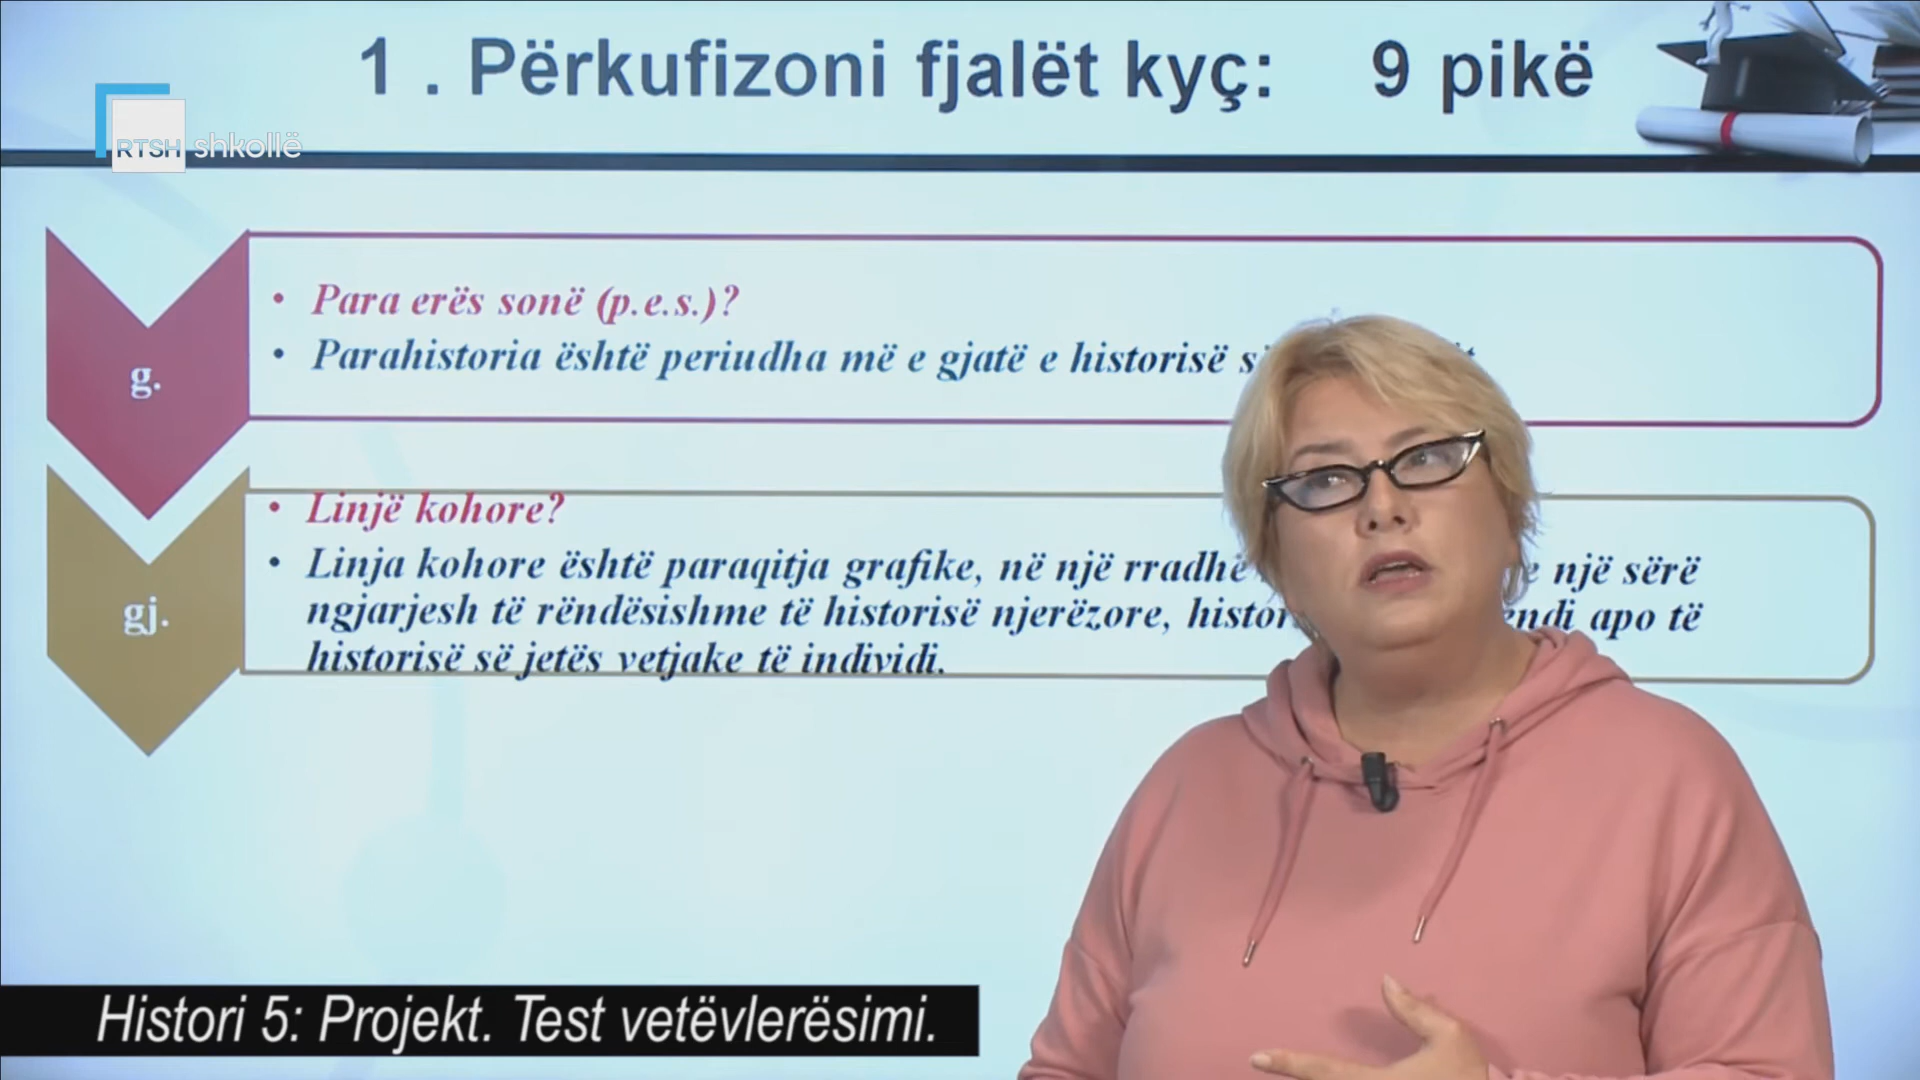 1 . Përkufizoni fjalët kyç: 9 pikë
RTSH shkollë
g.
• Para erës sonë (p.e.s.)?
• Parahistoria është periudha më e gjatë e historisë
gj.
• Linjë kohore?
• Linja kohore është paraqitja grafike, në një rradhë një sërë
ngjarjesh të rëndësishme të historisë njerëzore, apo të
historisë së jetës vetjake të individi.
Histori 5: Projekt. Test vetëvlerësimi.